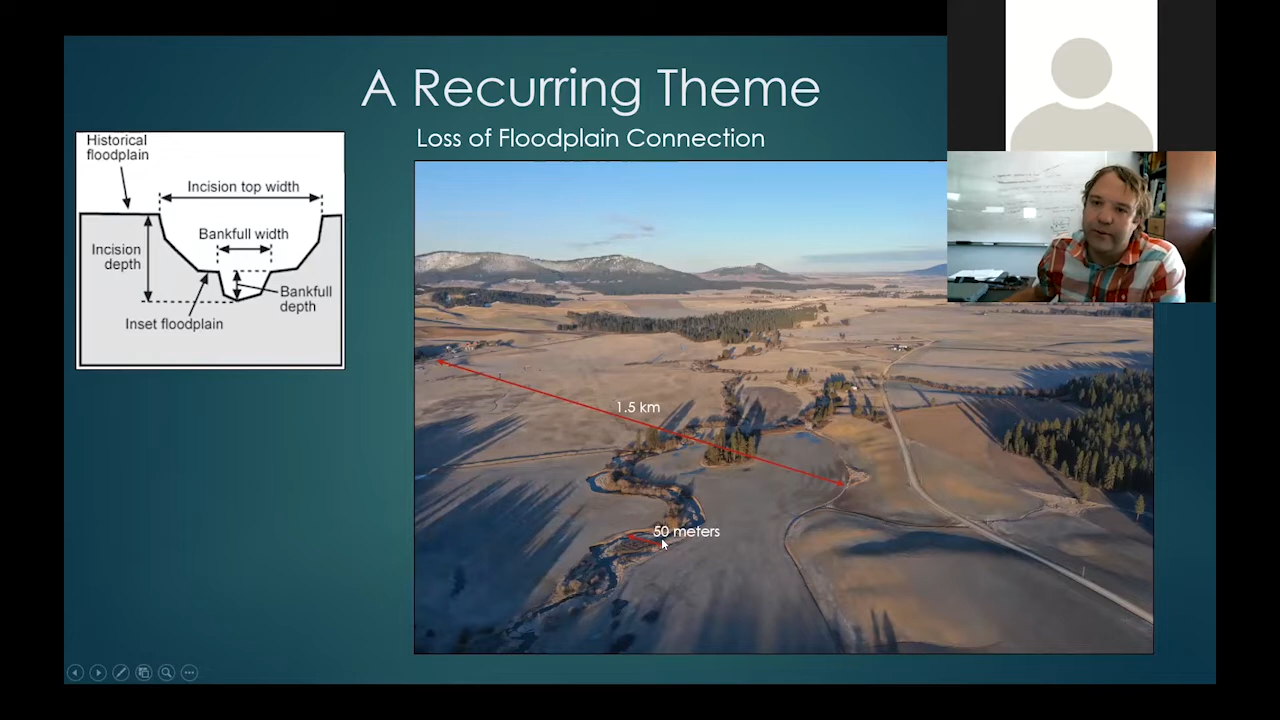 A Recurring Theme
Loss of Floodplain Connection
Historical
floodplain
Incision top width
Bankfull width
Incision
depth
Bankfull
depth
Inset floodplain
1.5 km
50 meters